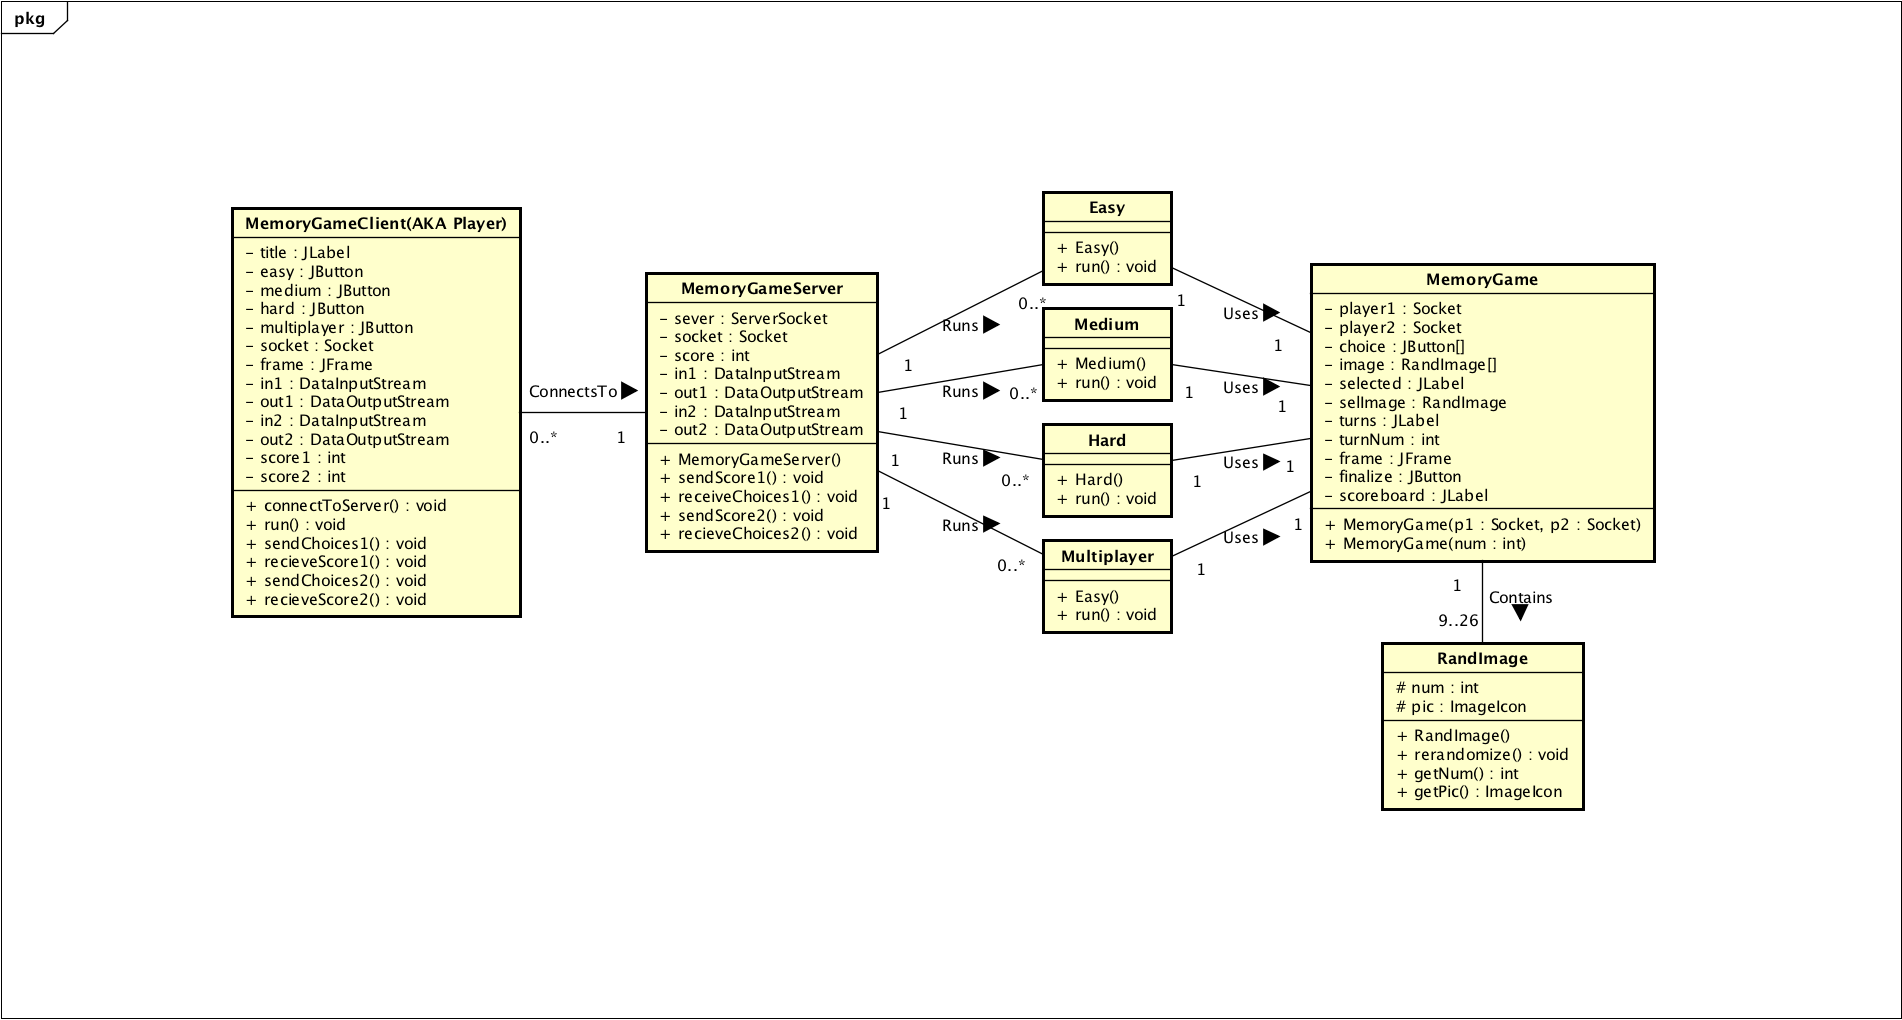 pkg
MemoryGameClient(AKA Player)
- title : JLabel
- easy : JButton
- medium : JButton
- hard : JButton
- multiplayer : JButton
- socket : Socket
- frame : JFrame
- in1 : DataInputStream
- out1 : DataOutputStream
- in2 : DataInputStream
- out2 : DataOutputStream
- score1 : int
- score2 : int
+ connectToServer() : void
+ run() : void
+ sendChoices1() : void
+ recieveScore1() : void
+ sendChoices2() : void
+ recieveScore2() : void
ConnectsTo
0..*
1
MemoryGameServer
- sever : ServerSocket
- socket : Socket
- score : int
- in1 : DataInputStream
- out1 : DataOutputStream
- in2 : DataInputStream
- out2 : DataOutputStream
+ MemoryGameServer()
+ sendScore1() : void
+ receiveChoices1() : void
+ sendScore2() : void
+ recieveChoices2() : void
1
Runs
0..*
1
Runs
0..*
1
Runs
0..*
1
Runs
0..*
Easy
+ Easy()
+ run() : void
Medium
+ Medium()
+ run() : void
Hard
+ Hard()
+ run() : void
Multiplayer
+ Easy()
+ run() : void
1
Uses
1
1
Uses
1
1
Uses
1
1
Uses
1
MemoryGame
- player1 : Socket
- player2 : Socket
- choice : JButton[]
- image : RandImage[]
- selected : JLabel
- selImage : RandImage
- turns : JLabel
- turnNum : int
- frame : JFrame
- finalize : JButton
- scoreboard : JLabel
+ MemoryGame(p1 : Socket, p2 : Socket)
+ MemoryGame(num : int)
1
Contains
9..26
RandImage
# num : int
# pic : ImageIcon
+ RandImage()
+ rerandomize() : void
+ getNum() : int
+ getPic() : ImageIcon